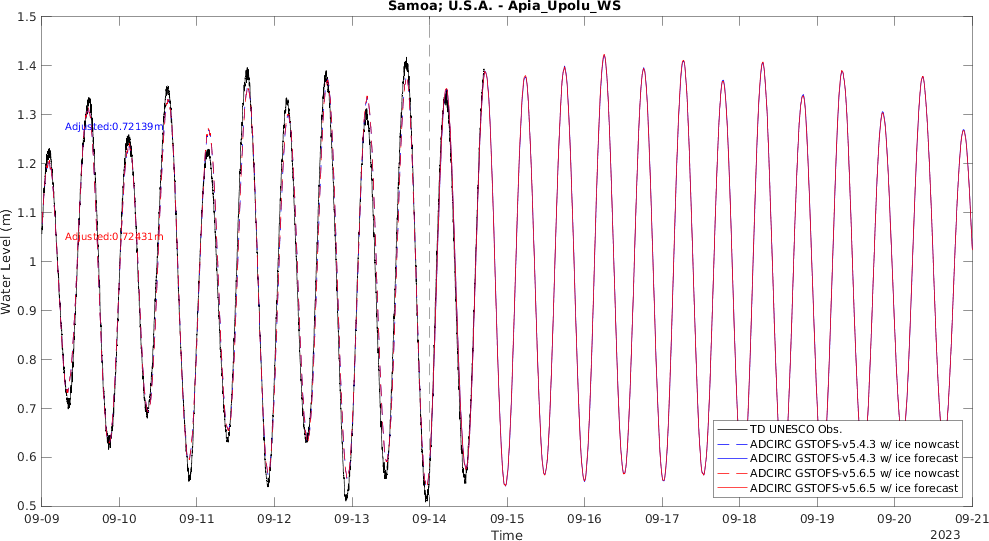 Samoa; U.S.A. - Apia_Upolu_WS
1.5
1.4
1.3
1.2
1.1
1
0.9
0.8
0.7
0.6
0.5
Water Level (m)
Adjusted:0.72139m
Adjusted:0.72431m
TD UNESCO Obs.
ADCIRC GSTOFS-v5.4.3 w/ ice nowcast
ADCIRC GSTOFS-v5.4.3 w/ ice forecast
ADCIRC GSTOFS-v5.6.5 w/ ice nowcast
ADCIRC GSTOFS-v5.6.5 w/ ice forecast
09-09 09-10 09-11 09-12 09-13 09-14 09-15 09-16 09-17 09-18 09-19 09-20 09-21
Time
2023